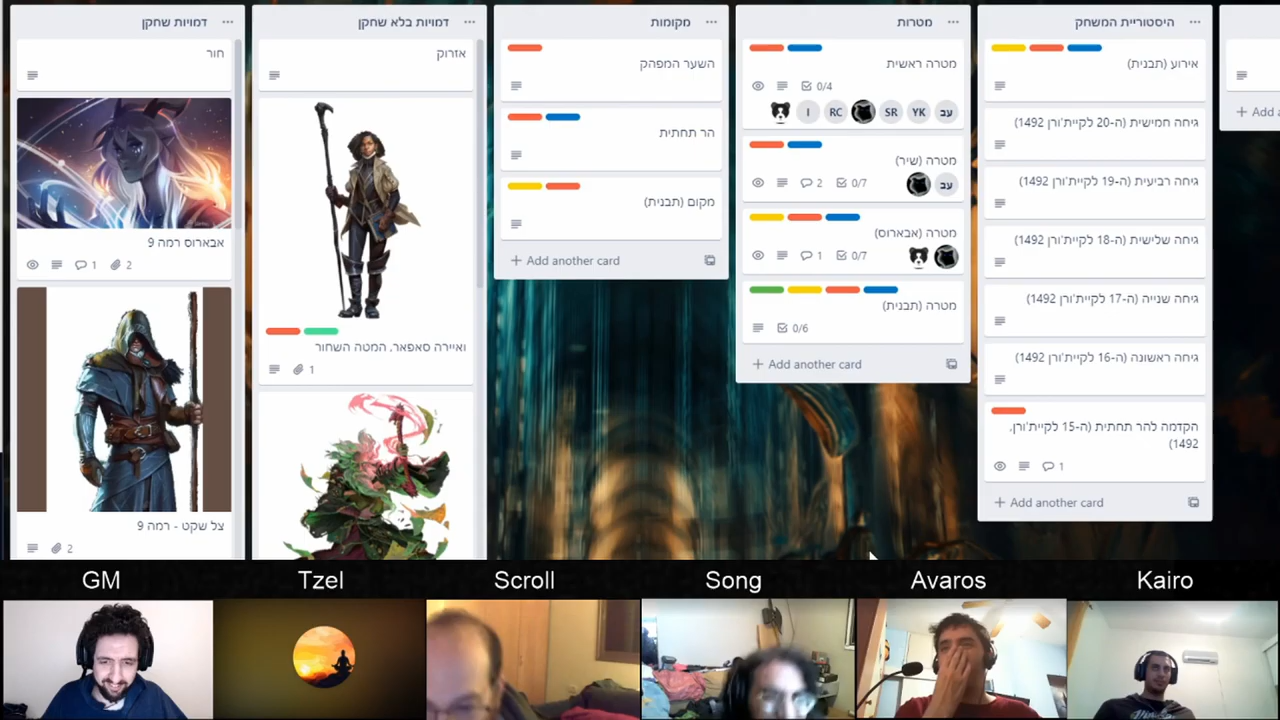 דמויות שחקן
חור
אבארוס רמה 9
1
2
צל שקט - רמה 9
2
דמויות בלא שחקן
אזרוק
ואיירה סאפאר, המטה השחור
1
מקומות
השער המפהק
הר תחתית
מקום (תבנית)
+ Add another card
מטרות
מטרה ראשית
0/4
I RC SR YK עב
מטרה (שיר)
2 0/7
עב
מטרה (אבארוס)
1 0/7
מטרה (תבנית)
0/6
+ Add another card
היסטוריית המשחק
אירוע (תבנית)
גיחה חמישית (ה-20 לקיית'ורן 1492)
גיחה רביעית (ה-19 לקיית'ורן 1492)
גיחה שלישית (ה-18 לקיית'ורן 1492)
גיחה שנייה (ה-17 לקיית'ורן 1492)
גיחה ראשונה (ה-16 לקיית'ורן 1492)
הקדמה להר תחתית (ה-15 לקיית'ורן,
1492)
1
+ Add another card
+ Add a
GM
Tzel
Scroll
Song
Avaros
Kairo